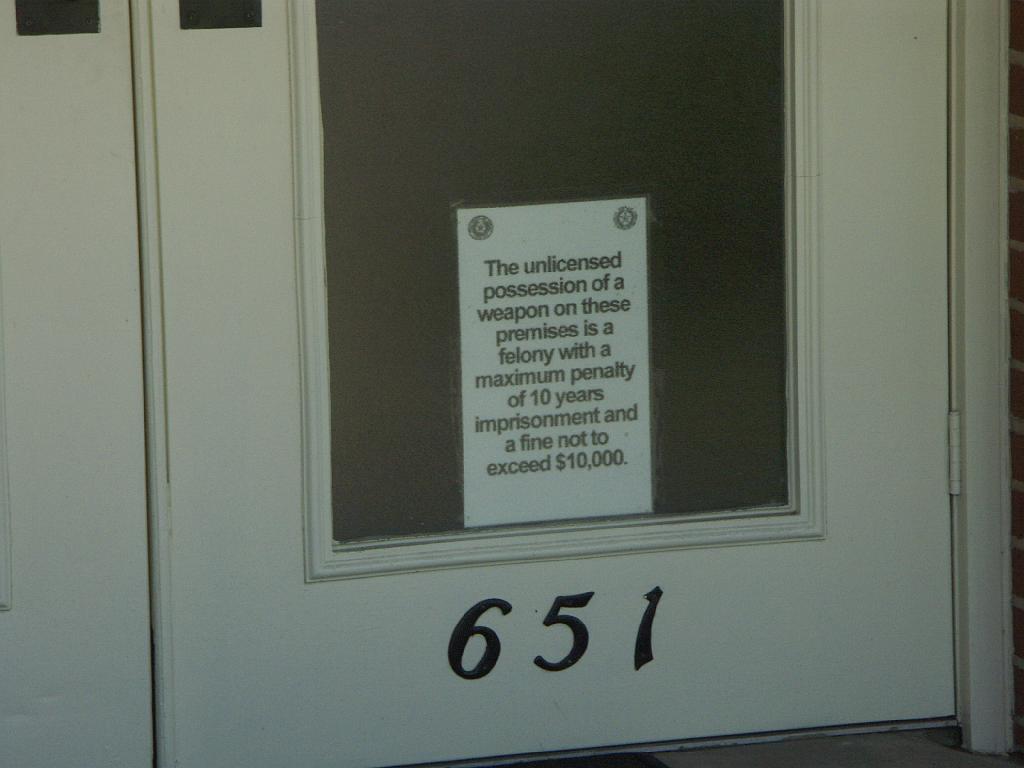 The unlicensed
possession of a
weapon on these
premises is a
felony with a
maximum penalty
of 10 years
imprisonment and
a fine not to
exceed $10,000.
651